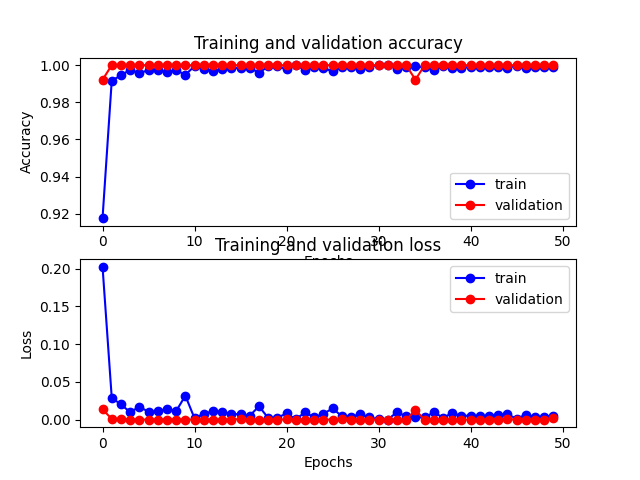 Training and validation accuracy
1.00
0.98
0.96
0.94
0.92
Accuracy
train
validation
0 10 20 30 40 50
Epochs
Training and validation loss
0.20
0.15
0.10
0.05
0.00
Loss
train
validation
0 10 20 30 40 50
Epochs